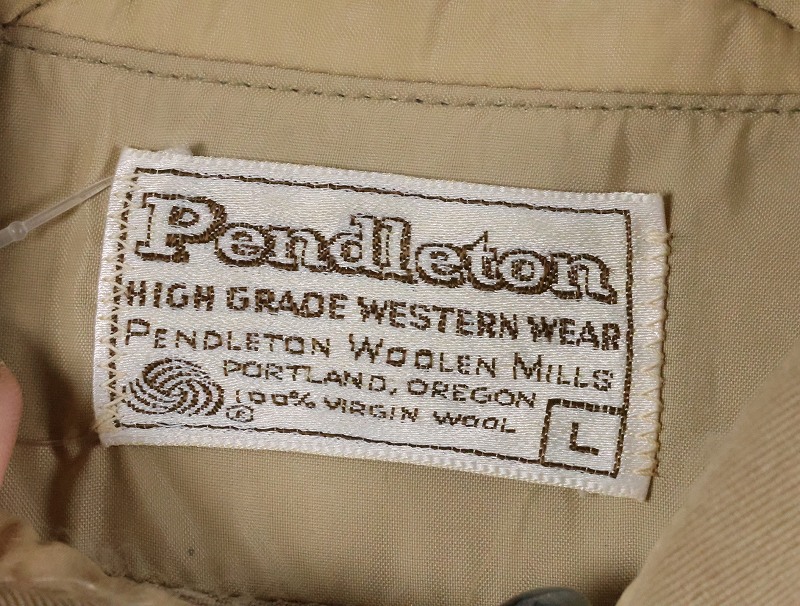 Pendleton
HIGH GRADE WESTERN WEAR
PENDLETON WOOLEN MILLS
PORTLAND, OREGON
100% VIRGIN WOOL
®
L